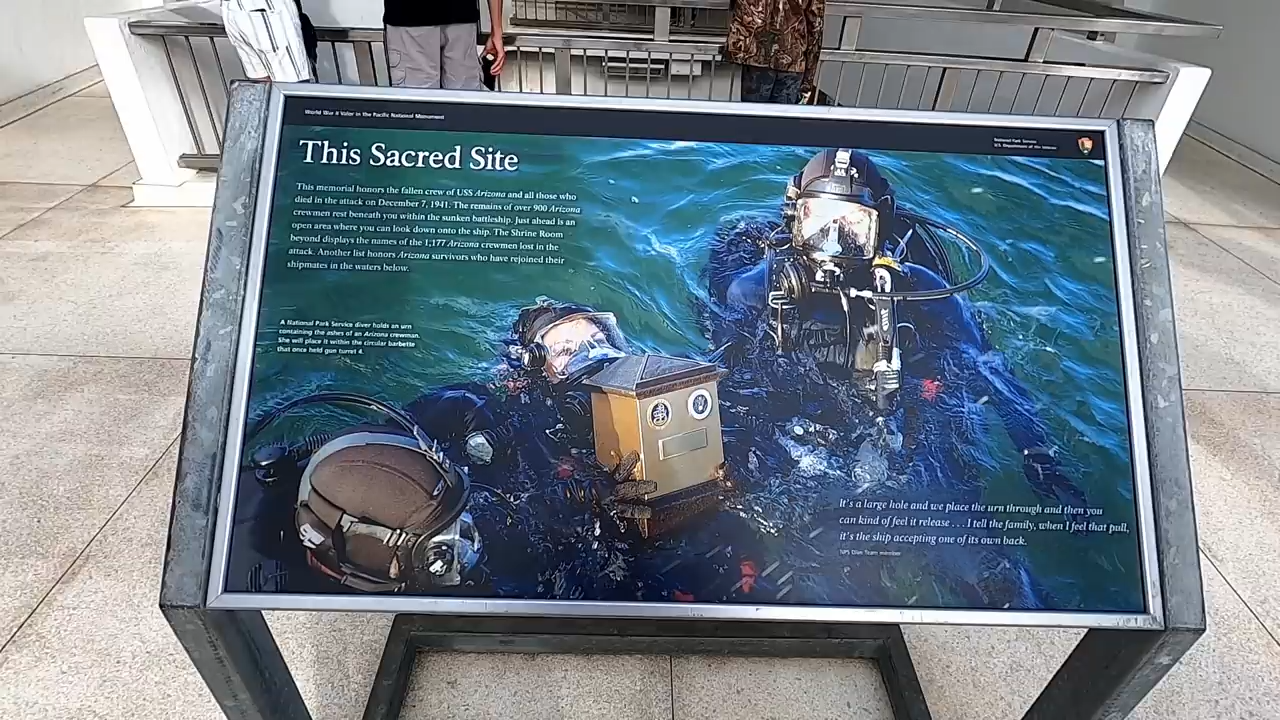 World War II Valor in the Pacific National Monument
National Park Service
U.S. Department of the Interior
This Sacred Site
This memorial honors the fallen crew of USS Arizona and all those who
died in the attack on December 7, 1941. The remains of over 900 Arizona
crewmen rest beneath you within the sunken battleship. Just ahead is an
open area where you can look down onto the ship. The Shrine Room
beyond displays the names of the 1,177 Arizona crewmen lost in the
attack. Another list honors Arizona survivors who have rejoined their
shipmates in the waters below.
A National Park Service diver holds an urn
containing the ashes of an Arizona crewman.
She will place it within the circular barbette
that once held gun turret 4.
It's a large hole and we place the urn through and then you
can kind of feel it release . . . I tell the family, when I feel that pull,
it's the ship accepting one of its own back.
NPS Dive Team member